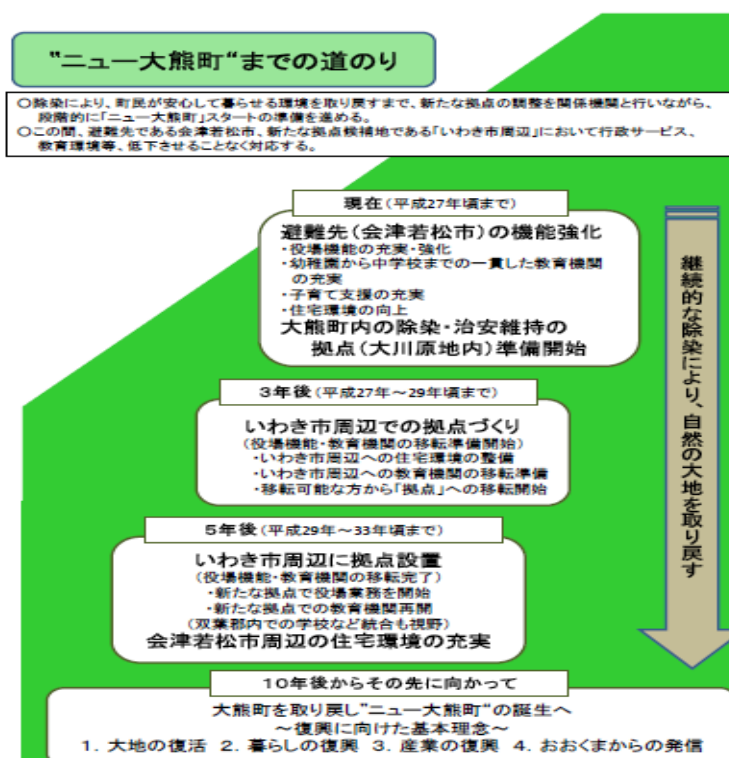 "ニュー大熊町"までの道のり
○除染により、町民が安心して暮らせる環境を取り戻すまで、新たな拠点の調整を関係機関と行いながら、
段階的に「ニュー大熊町」スタートの準備を進める。
○この間、避難先である会津若松市、新たな拠点候補地である「いわき市周辺」において行政サービス、
教育環境等、低下させることなく対応する。
現在(平成27年頃まで)
避難先(会津若松市)の機能強化
・役場機能の充実・強化
・幼稚園から中学校までの一貫した教育機関
の充実
・子育て支援の充実
・住宅環境の向上
大熊町内の除染・治安維持の
拠点(大川原地内)準備開始
3年後(平成27年～29年頃まで)
いわき市周辺での拠点づくり
(役場機能・教育機関の移転準備開始)
・いわき市周辺への住宅環境の整備
・いわき市周辺への教育機関の移転準備
・移転可能な方から「拠点」への移転開始
5年後(平成29年～33年頃まで)
いわき市周辺に拠点設置
(役場機能・教育機関の移転完了)
・新たな拠点で役場業務を開始
・新たな拠点での教育機関再開
(双葉郡内での学校など統合も視野)
会津若松市周辺の住宅環境の充実
10年後からその先に向かって
大熊町を取り戻し"ニュー大熊町"の誕生へ
～復興に向けた基本理念～
1. 大地の復活 2. 暮らしの復興 3. 産業の復興 4. おおくまからの発信
継続的な除染により、自然の大地を取り戻す